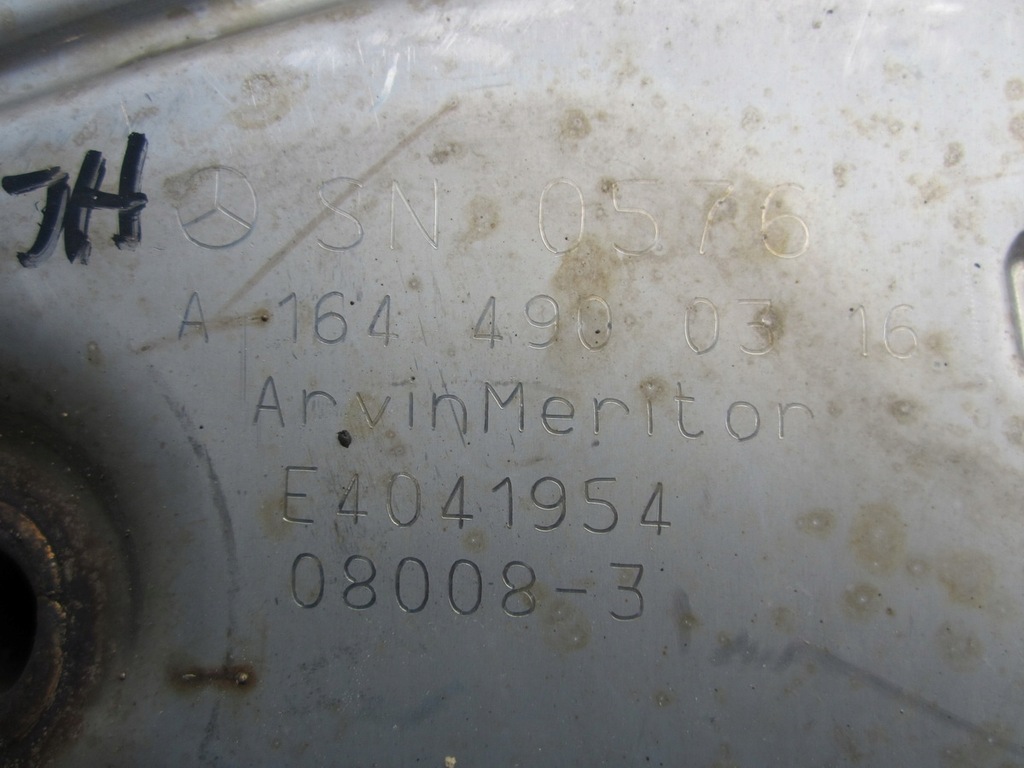 JH SN 0576
A 164 490 03 16
ArvinMeritor
E4041954
08008-3